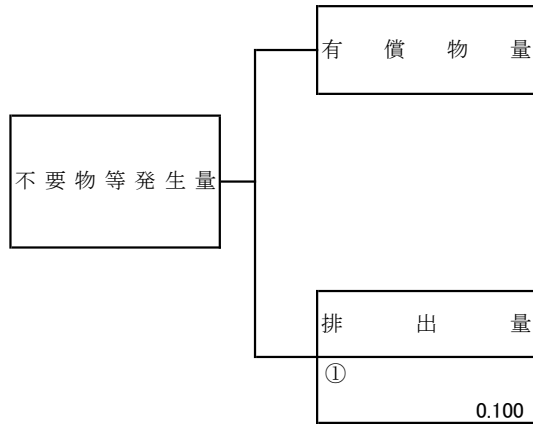 有償物量
不要物等発生量
排出量
①
0.100